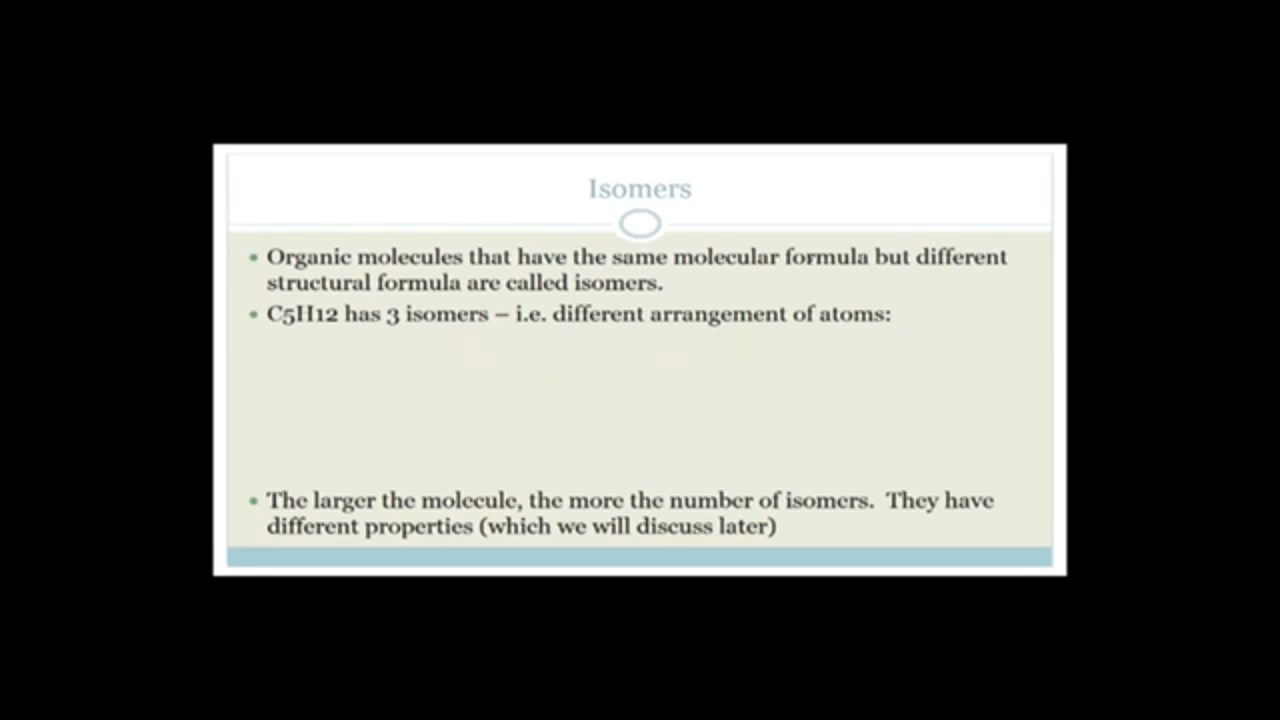 Isomers
• Organic molecules that have the same molecular formula but different
structural formula are called isomers.
• C5H12 has 3 isomers – i.e. different arrangement of atoms:
• The larger the molecule, the more the number of isomers.  They have
different properties (which we will discuss later)